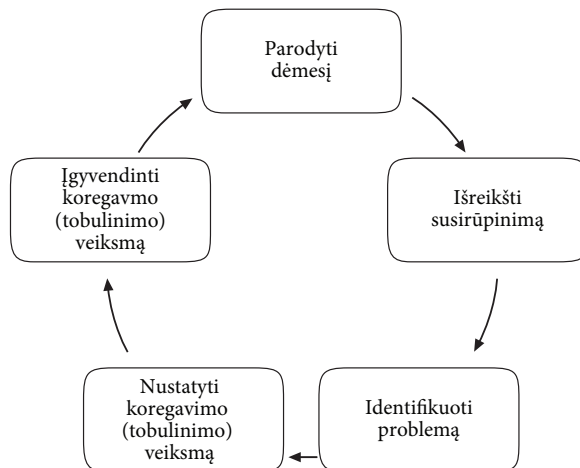 Parodyti
dėmesį
Išreikšti
susirūpinimą
Identifikuoti
problemą
Nustatyti
koregavimo
(tobulinimo)
veiksmą
Įgyvendinti
koregavmo
(tobulinimo)
veiksmą